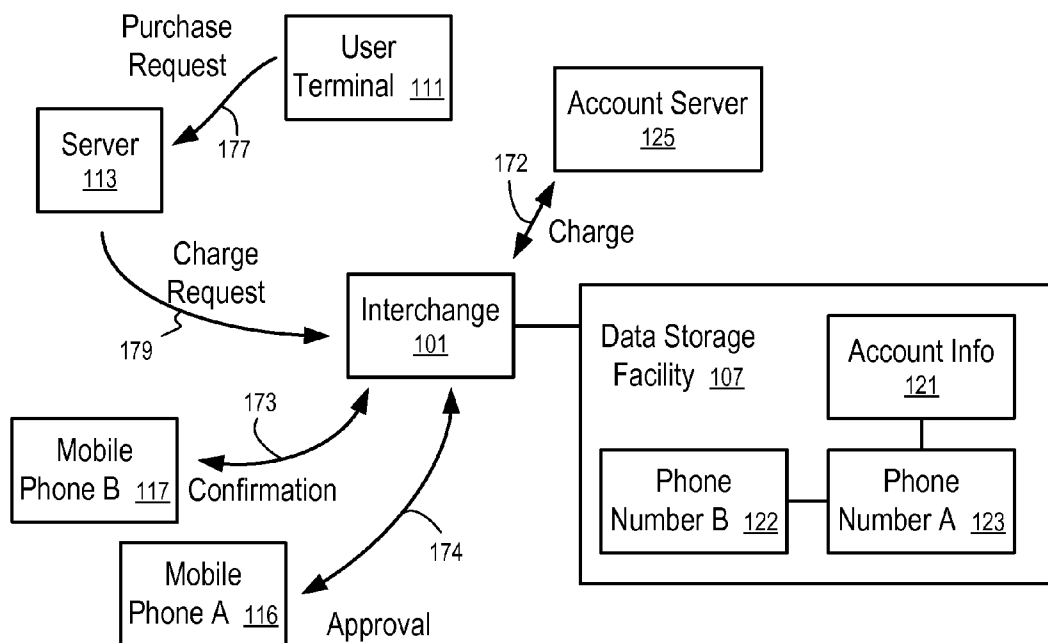 Purchase
Request
User
Terminal 111
177
Server
113
Account Server
125
172
Charge
Charge
Request
179
Interchange
101
Data Storage
Facility 107
Account Info
121
Phone
Number B 122
Phone
Number A 123
173
Mobile
Phone B 117
Confirmation
174
Mobile
Phone A 116
Approval